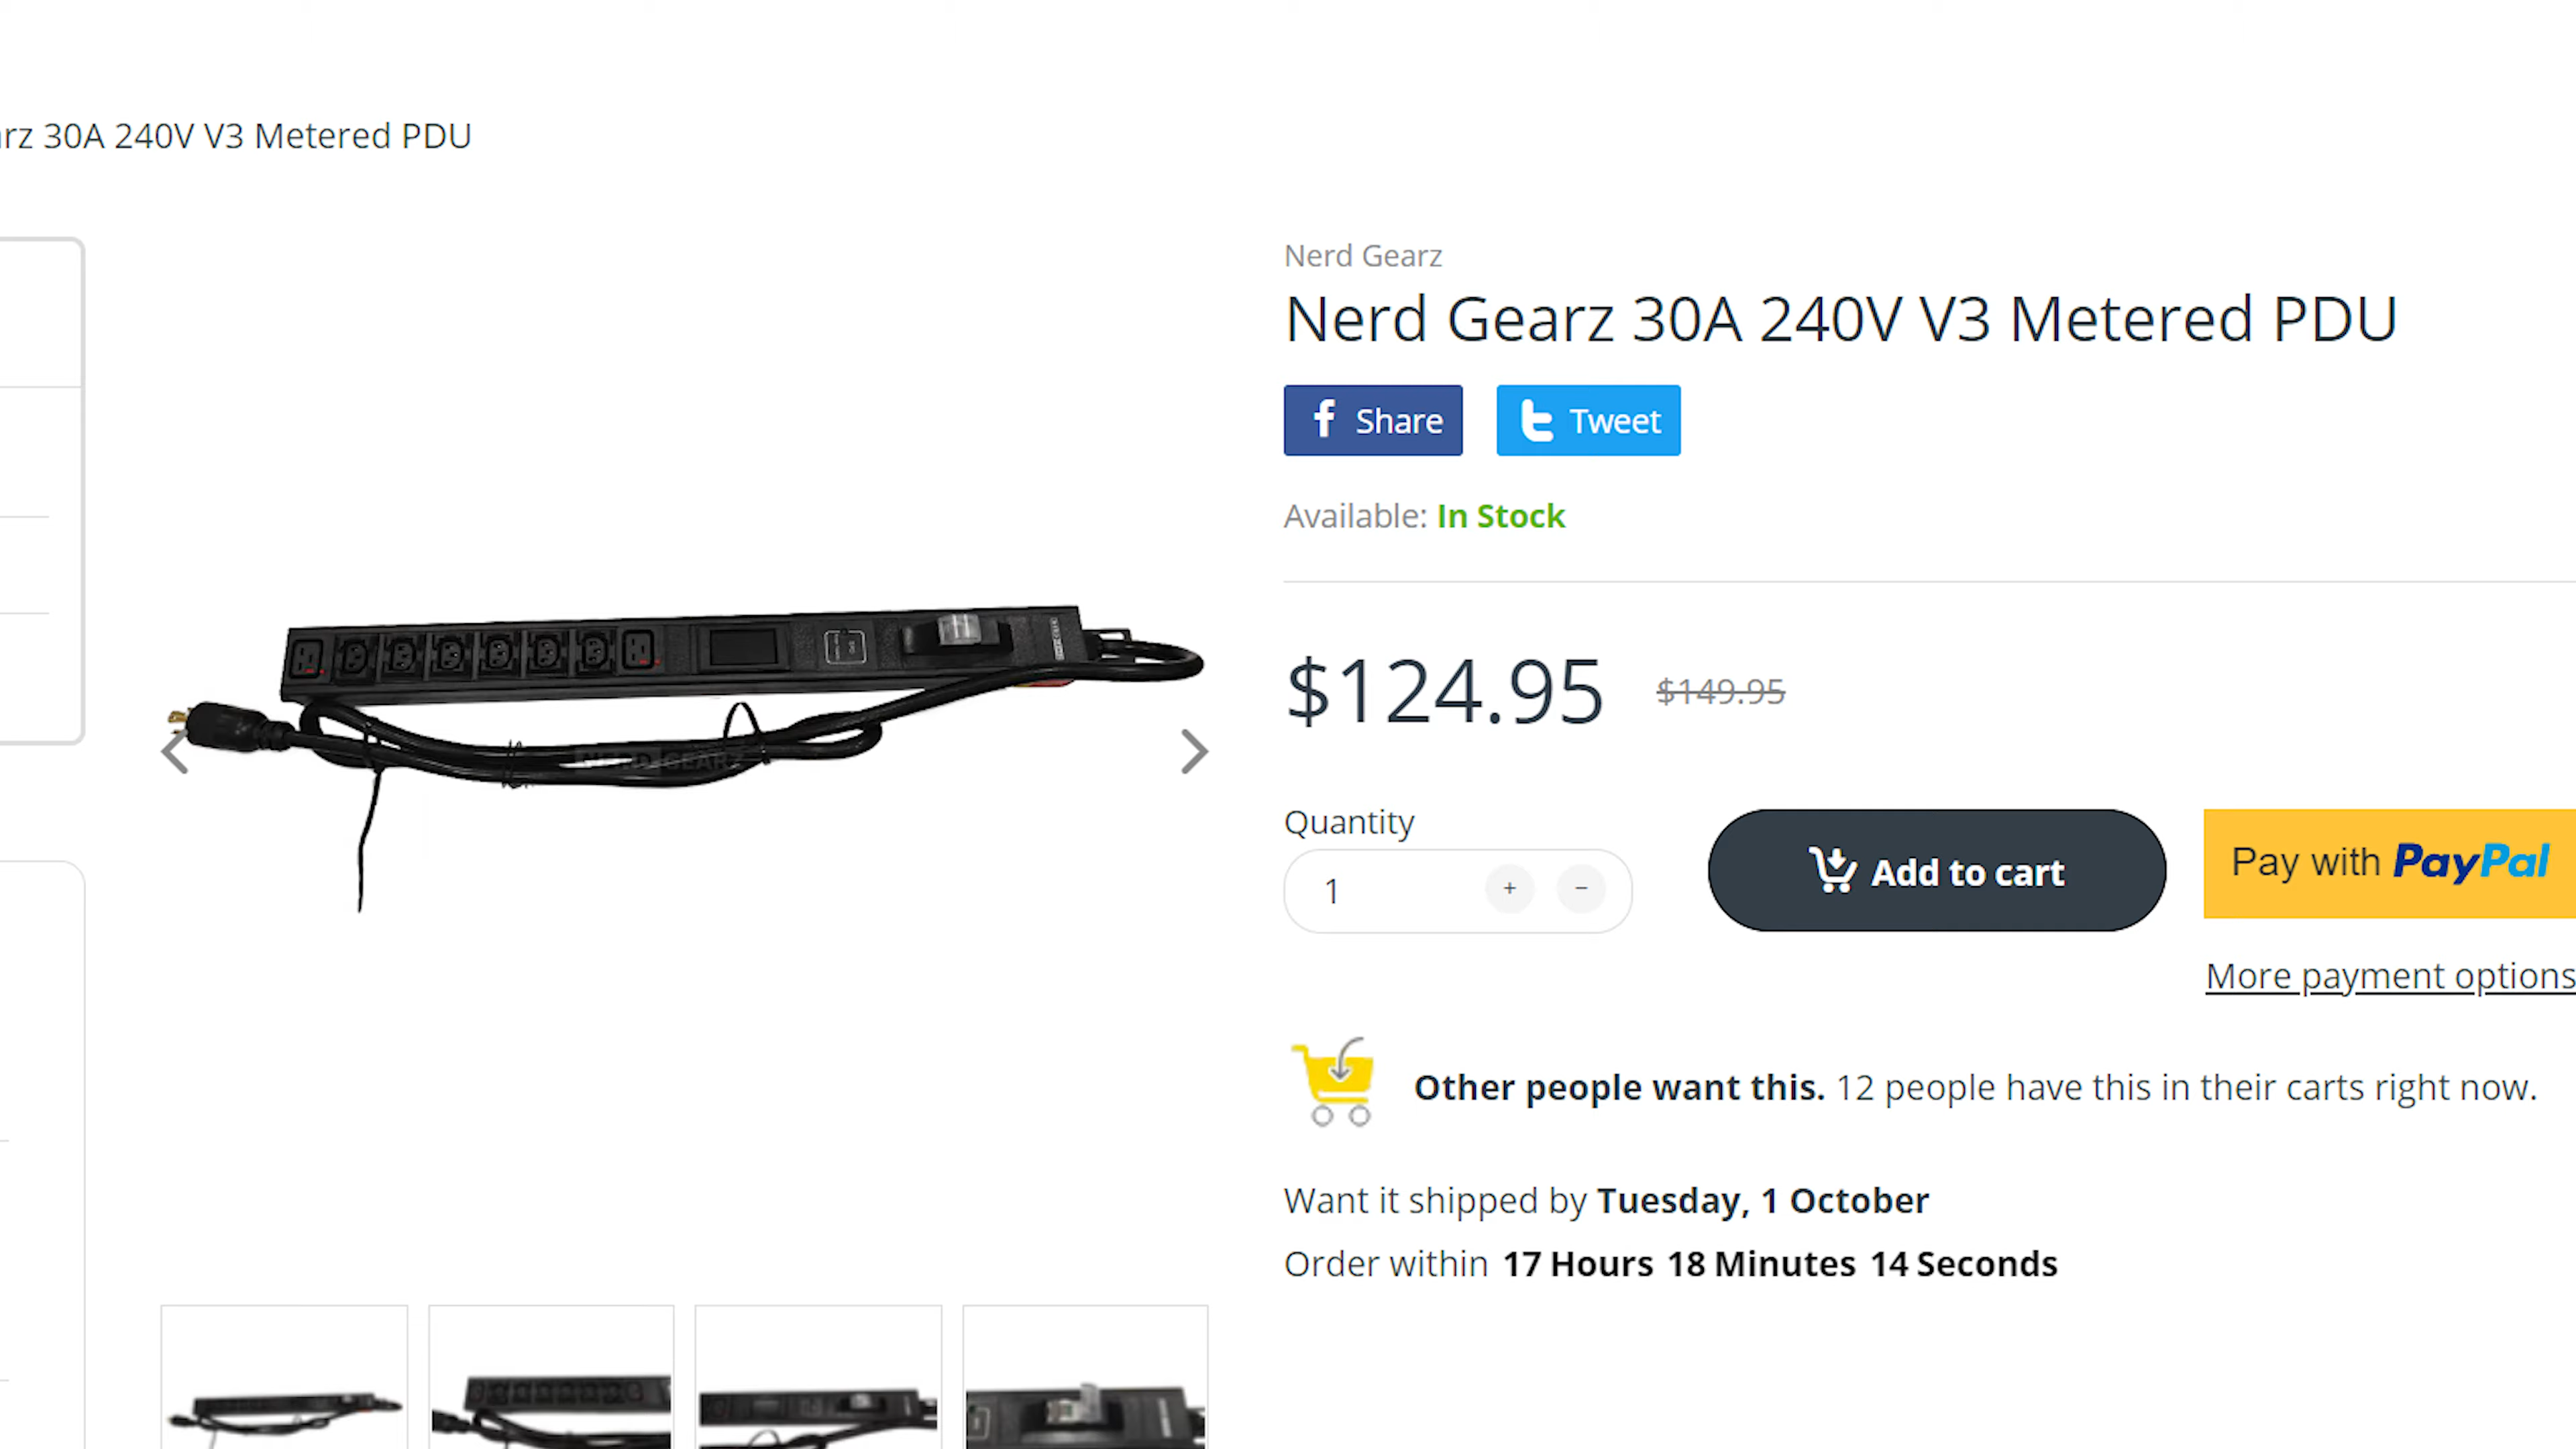 rz 30A 240V V3 Metered PDU
Nerd Gearz
Nerd Gearz 30A 240V V3 Metered PDU
Share
Tweet
Available: In Stock
$124.95 $149.95
NERD GEARZ
Quantity
1 + −
Add to cart
Pay with PayPal
More payment options
Other people want this. 12 people have this in their carts right now.
Want it shipped by Tuesday, 1 October
Order within 17 Hours 18 Minutes 14 Seconds